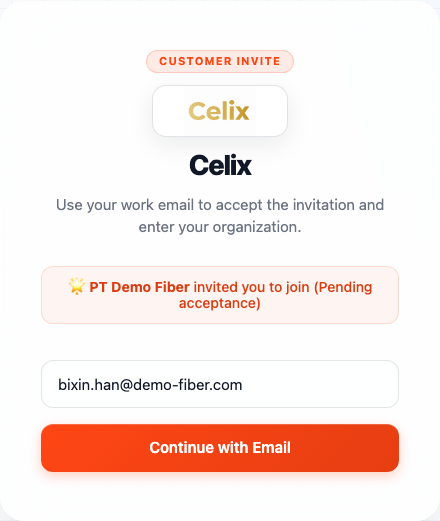 CUSTOMER INVITE
Celix
Celix
Use your work email to accept the invitation and
enter your organization.
🌟 PT Demo Fiber invited you to join (Pending
acceptance)
bixin.han@demo-fiber.com
Continue with Email